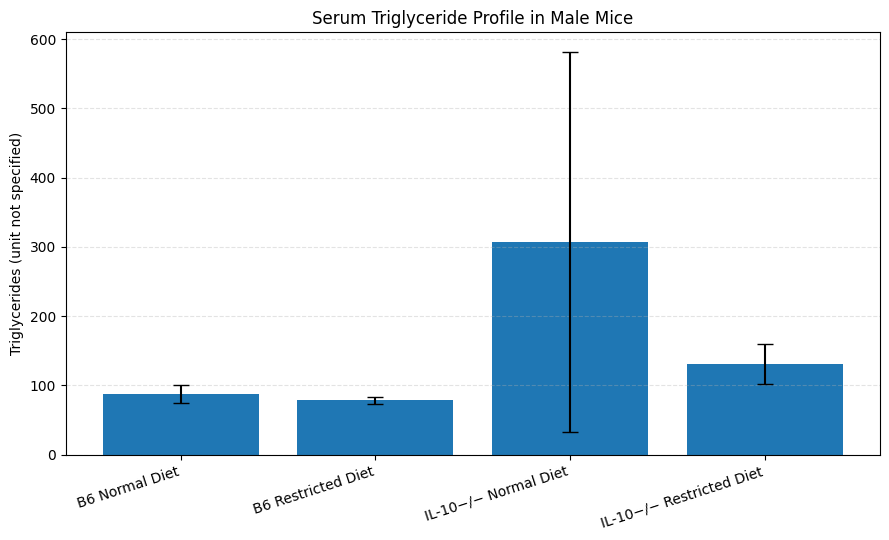 Serum Triglyceride Profile in Male Mice
Triglycerides (unit not specified)
600
500
400
300
200
100
0
B6 Normal Diet
B6 Restricted Diet
IL-10−/− Normal Diet
IL-10−/− Restricted Diet